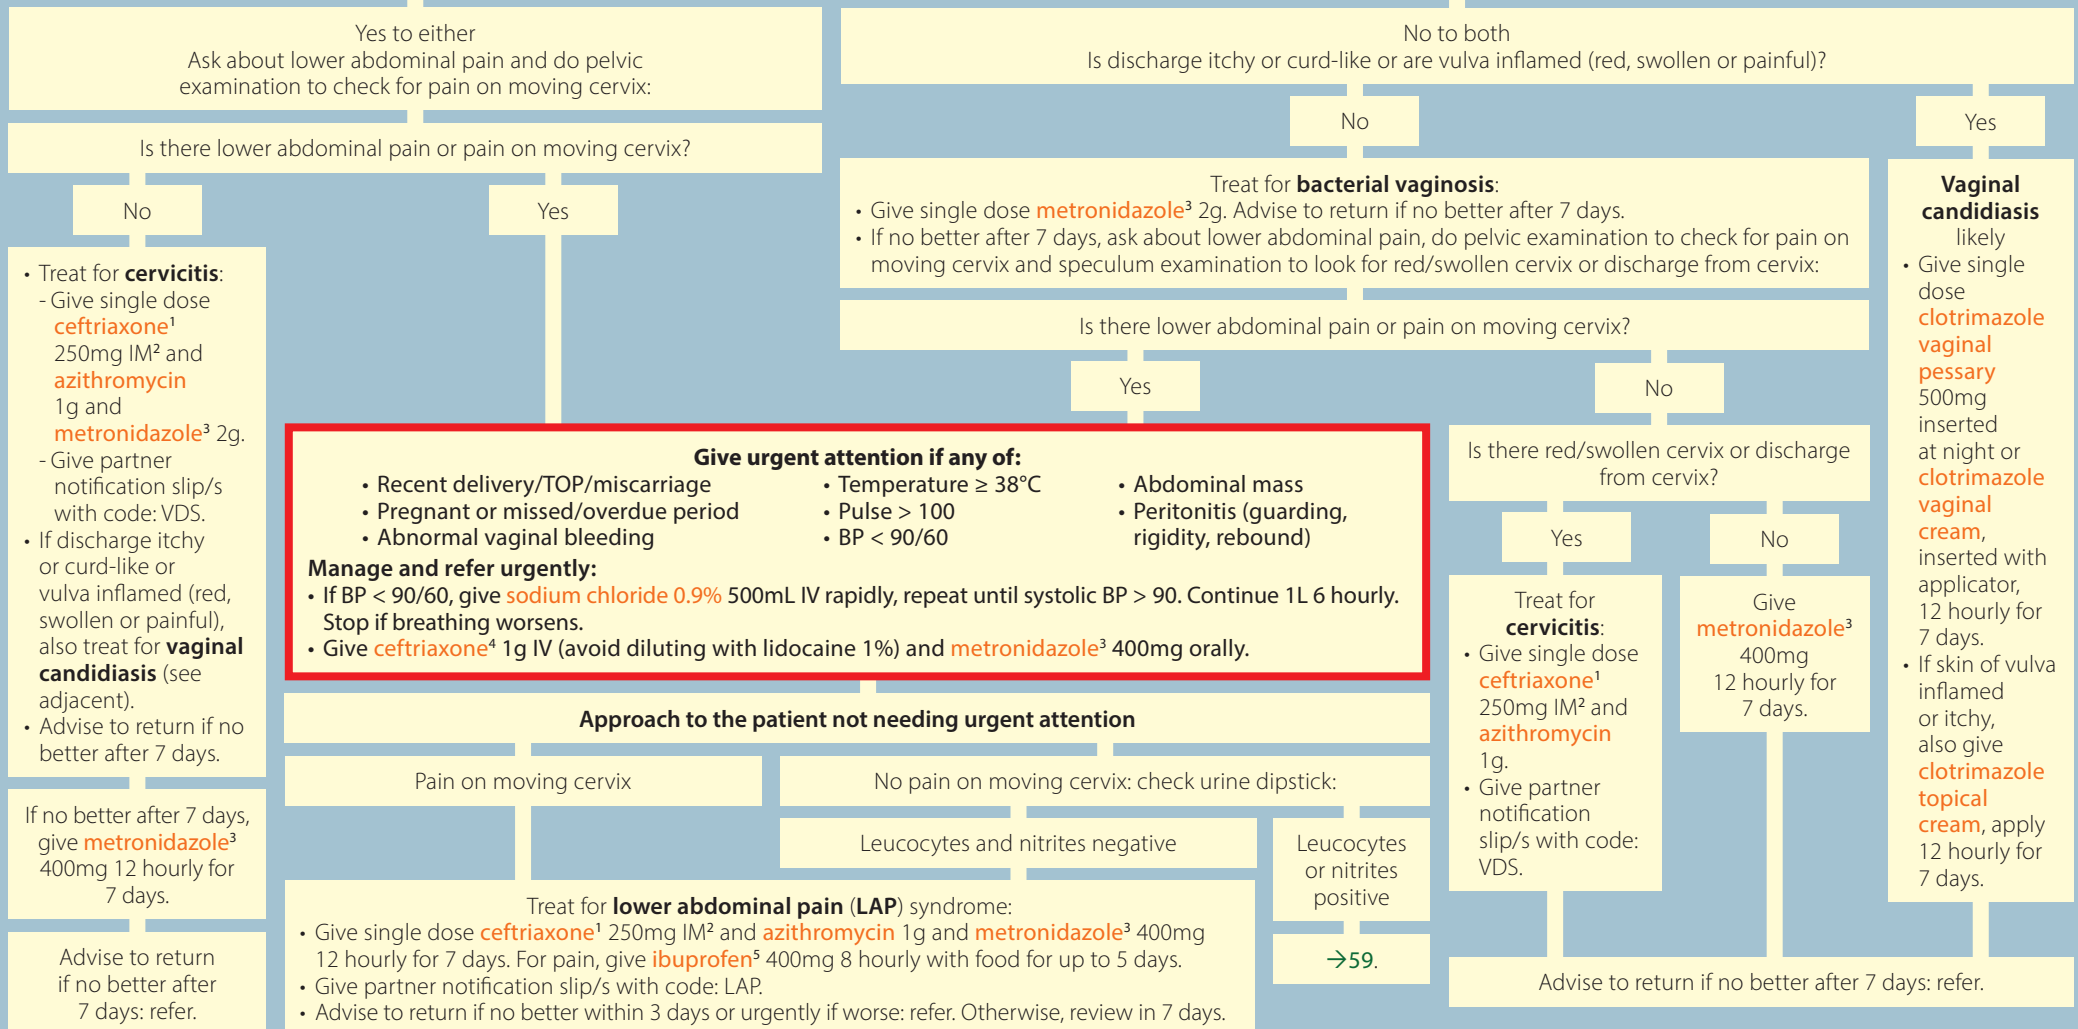 Yes to either
Ask about lower abdominal pain and do pelvic
examination to check for pain on moving cervix:
Is there lower abdominal pain or pain on moving cervix?
No
Yes
• Treat for cervicitis:
- Give single dose
ceftriaxone¹
250mg IM² and
azithromycin
1g and
metronidazole³ 2g.
- Give partner
notification slip/s
with code: VDS.
• If discharge itchy
or curd-like or
vulva inflamed (red,
swollen or painful),
also treat for vaginal
candidiasis (see
adjacent).
• Advise to return if no
better after 7 days.
If no better after 7 days,
give metronidazole³
400mg 12 hourly for
7 days.
Advise to return
if no better after
7 days: refer.
No to both
Is discharge itchy or curd-like or are vulva inflamed (red, swollen or painful)?
No
Yes
Treat for bacterial vaginosis:
• Give single dose metronidazole³ 2g. Advise to return if no better after 7 days.
• If no better after 7 days, ask about lower abdominal pain, do pelvic examination to check for pain on
moving cervix and speculum examination to look for red/swollen cervix or discharge from cervix:
Is there lower abdominal pain or pain on moving cervix?
Yes
No
Give urgent attention if any of:
• Recent delivery/TOP/miscarriage
• Pregnant or missed/overdue period
• Abnormal vaginal bleeding
• Temperature ≥ 38°C
• Pulse > 100
• BP < 90/60
• Abdominal mass
• Peritonitis (guarding,
rigidity, rebound)
Manage and refer urgently:
• If BP < 90/60, give sodium chloride 0.9% 500mL IV rapidly, repeat until systolic BP > 90. Continue 1L 6 hourly.
Stop if breathing worsens.
• Give ceftriaxone⁴ 1g IV (avoid diluting with lidocaine 1%) and metronidazole³ 400mg orally.
Approach to the patient not needing urgent attention
Pain on moving cervix
No pain on moving cervix: check urine dipstick:
Leucocytes and nitrites negative
Leucocytes
or nitrites
positive
→59.
Treat for lower abdominal pain (LAP) syndrome:
• Give single dose ceftriaxone¹ 250mg IM² and azithromycin 1g and metronidazole³ 400mg
12 hourly for 7 days. For pain, give ibuprofen⁵ 400mg 8 hourly with food for up to 5 days.
• Give partner notification slip/s with code: LAP.
• Advise to return if no better within 3 days or urgently if worse: refer. Otherwise, review in 7 days.
Is there red/swollen cervix or discharge
from cervix?
Yes
No
Treat for
cervicitis:
• Give single dose
ceftriaxone¹
250mg IM² and
azithromycin
1g.
• Give partner
notification
slip/s with code:
VDS.
Give
metronidazole³
400mg
12 hourly for
7 days.
Vaginal
candidiasis
likely
• Give single
dose
clotrimazole
vaginal
pessary
500mg
inserted
at night or
clotrimazole
vaginal
cream,
inserted with
applicator,
12 hourly for
7 days.
• If skin of vulva
inflamed
or itchy,
also give
clotrimazole
topical
cream, apply
12 hourly for
7 days.
Advise to return if no better after 7 days: refer.